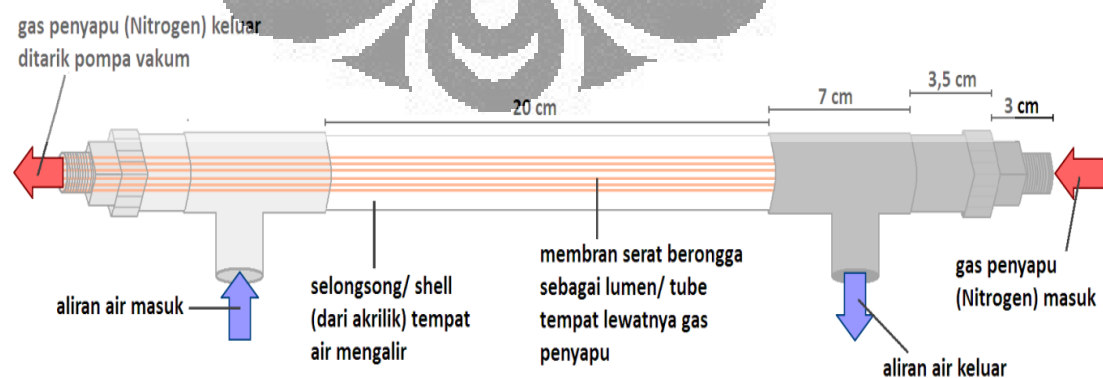 gas penyapu (Nitrogen) keluar
ditarik pompa vakum
20 cm
7 cm
3,5 cm
3 cm
aliran air masuk
selongsong/ shell
(dari akrilik) tempat
air mengalir
membran serat berongga
sebagai lumen/ tube
tempat lewatnya gas
penyapu
gas penyapu
(Nitrogen) masuk
aliran air keluar